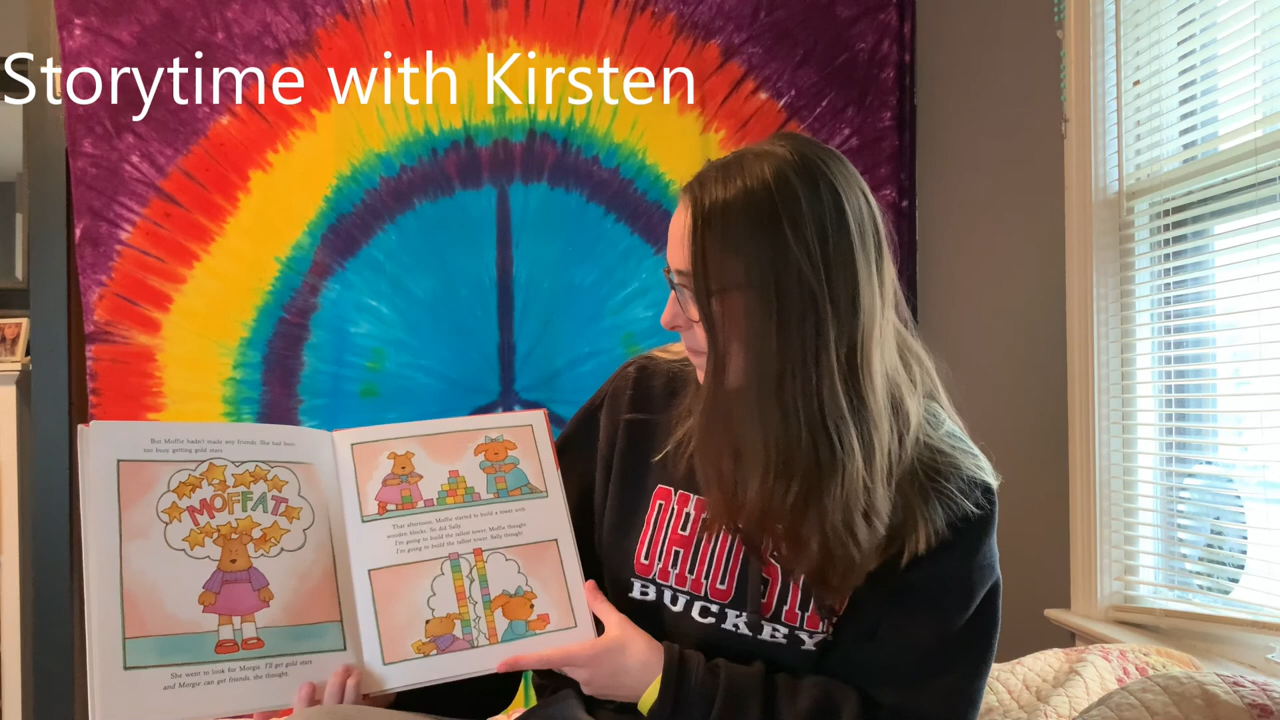 Storytime with Kirsten
But Moffie hadn't made any friends. She had been
too busy getting gold stars.
MOFFAT
She went to look for Morgie. I'll get gold stars
and Morgie can get friends, she thought.
That afternoon, Moffie started to build a tower with
wooden blocks. So did Sally.
I'm going to build the tallest tower, Moffie thought.
I'm going to build the tallest tower, Sally thought.
OHIO ST
BUCKEY